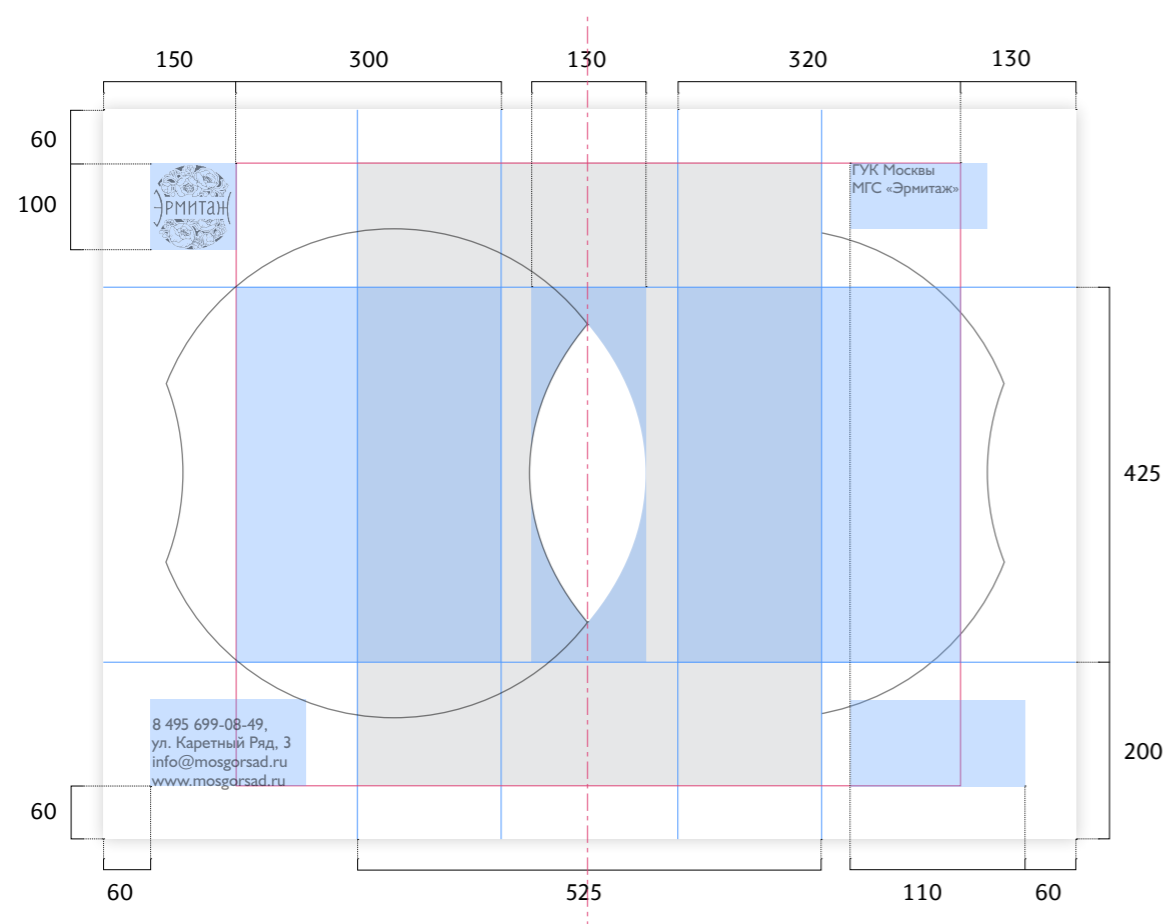 150 300 130 320 130
60
ГУК Москвы
МГС «Эрмитаж»
100
ЭРМИТАЖ
425
8 495 699-08-49,
ул. Каретный Ряд, 3
info@mosgorsad.ru
www.mosgorsad.ru
200
60
60 525 110 60